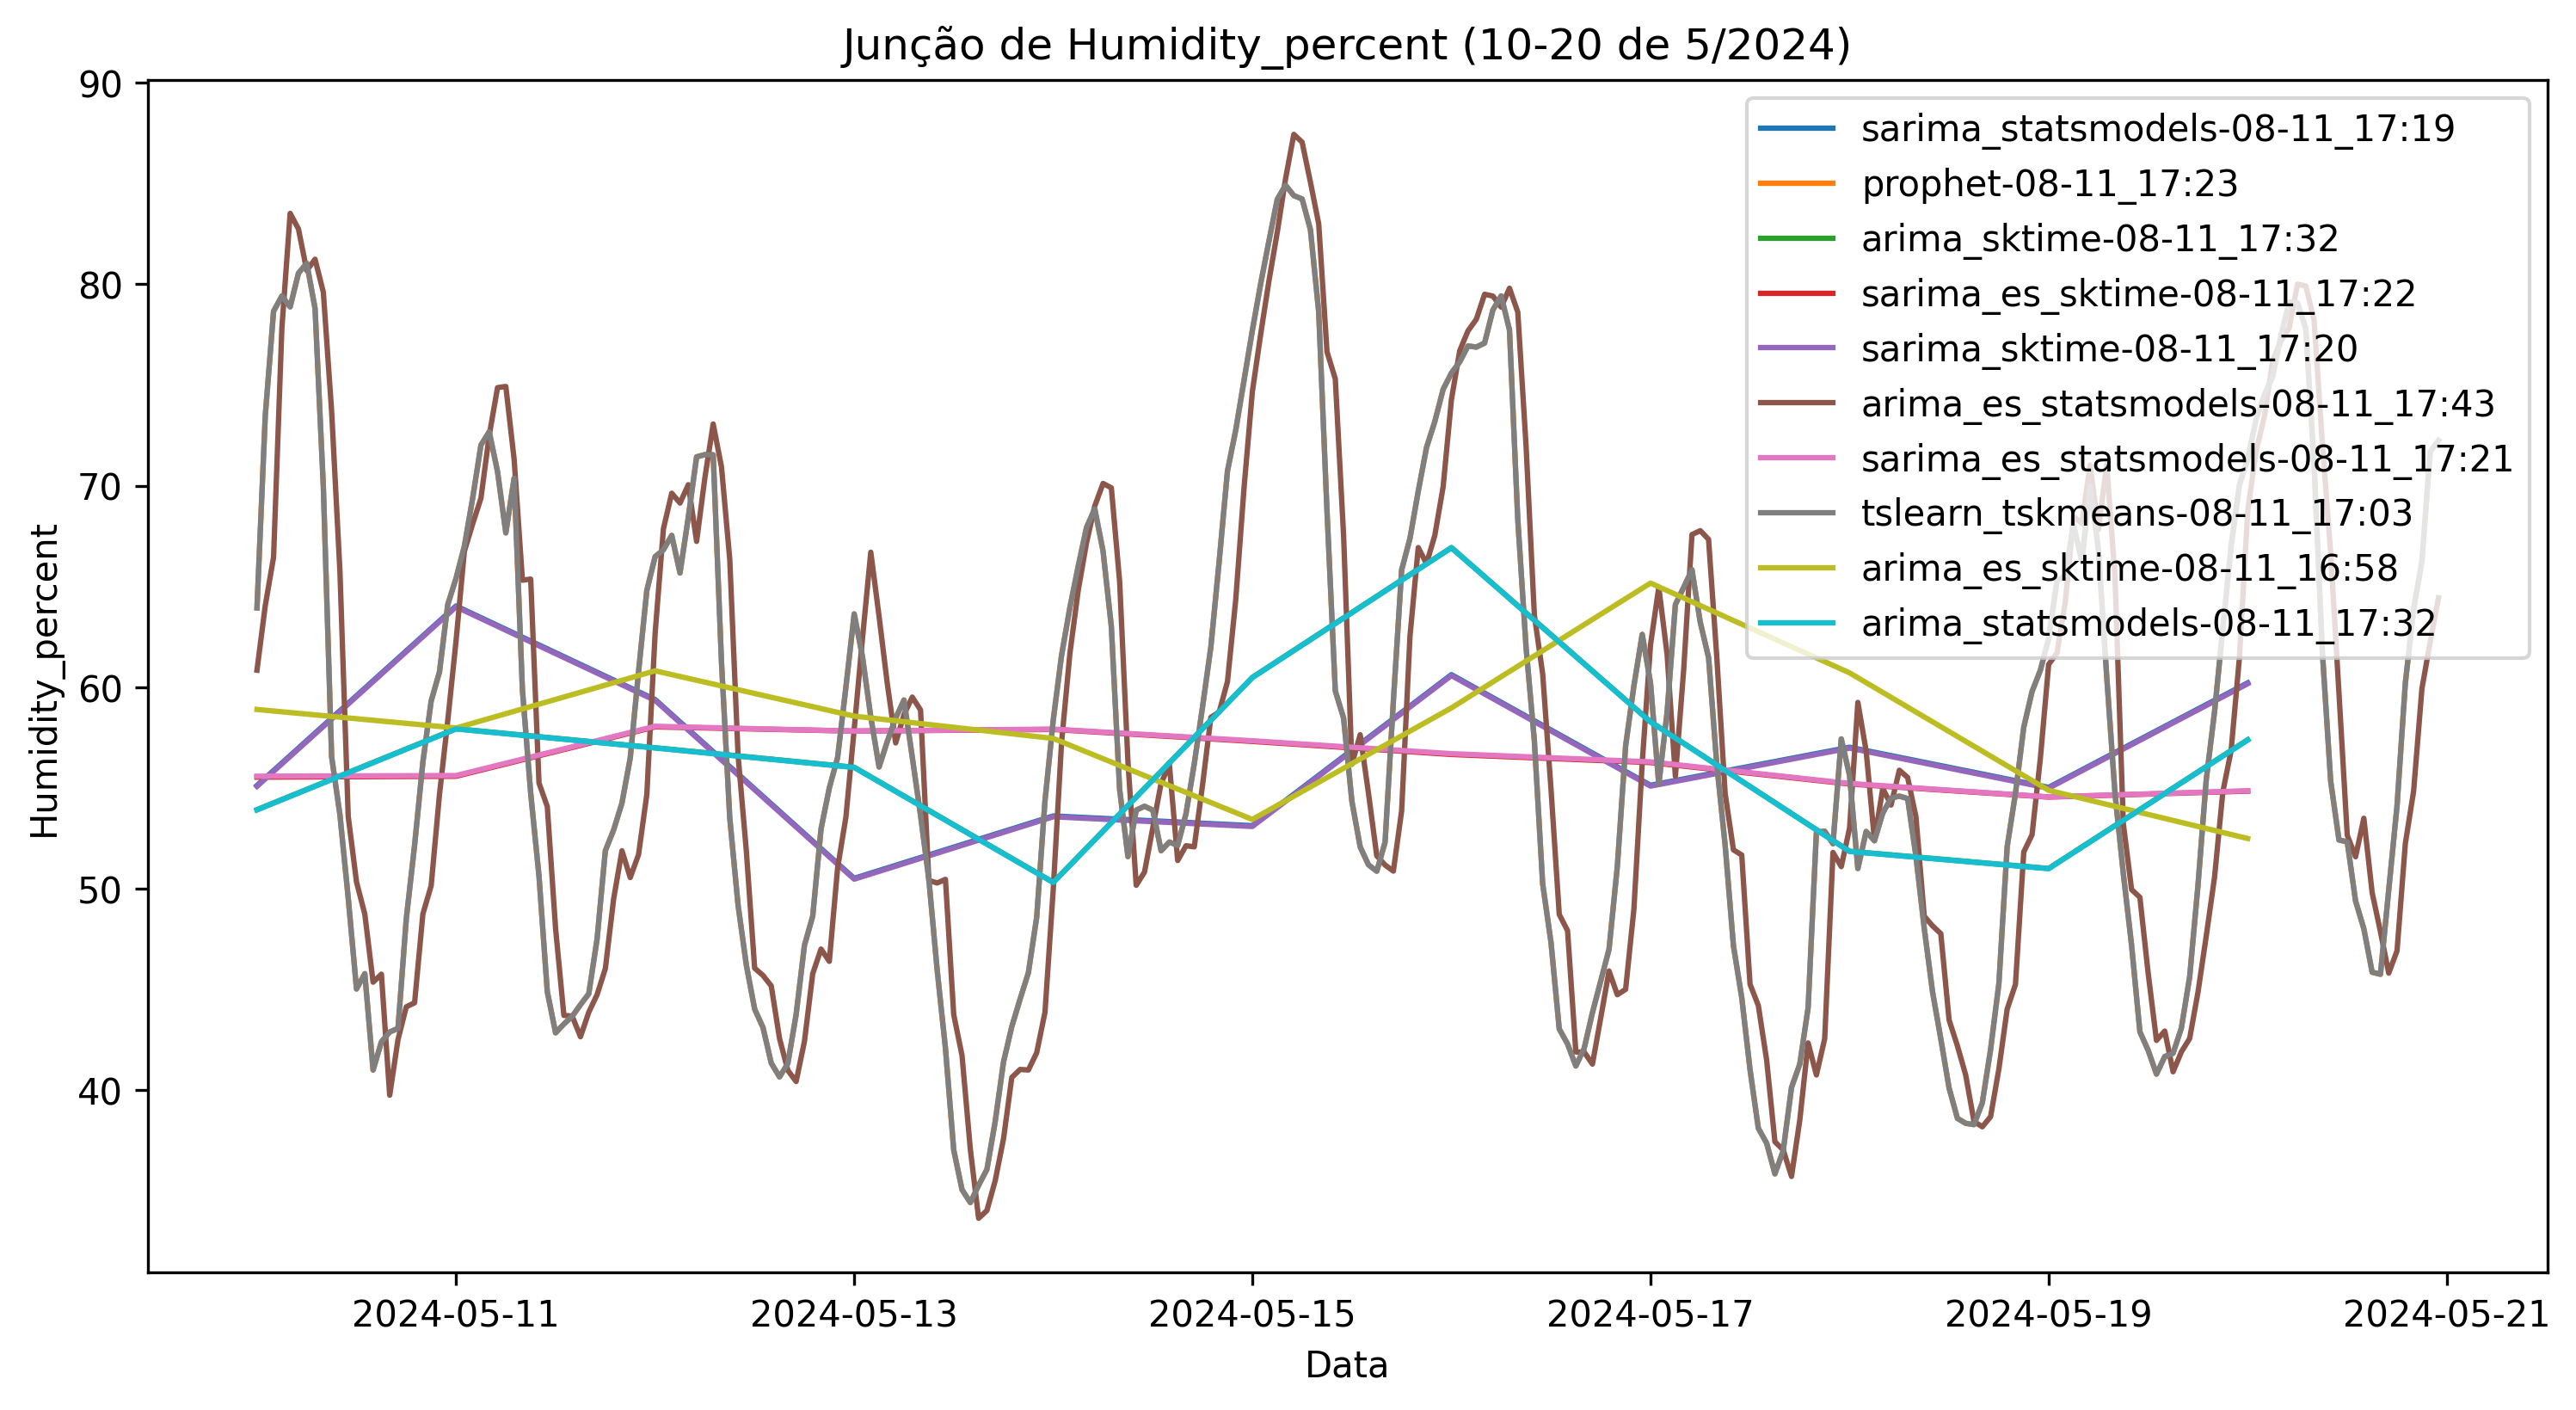 Junção de Humidity_percent (10-20 de 5/2024)
90
80
70
60
50
40
Humidity_percent
sarima_statsmodels-08-11_17:19
prophet-08-11_17:23
arima_sktime-08-11_17:32
sarima_es_sktime-08-11_17:22
sarima_sktime-08-11_17:20
arima_es_statsmodels-08-11_17:43
sarima_es_statsmodels-08-11_17:21
tslearn_tskmeans-08-11_17:03
arima_es_sktime-08-11_16:58
arima_statsmodels-08-11_17:32
2024-05-11 2024-05-13 2024-05-15 2024-05-17 2024-05-19 2024-05-21
Data